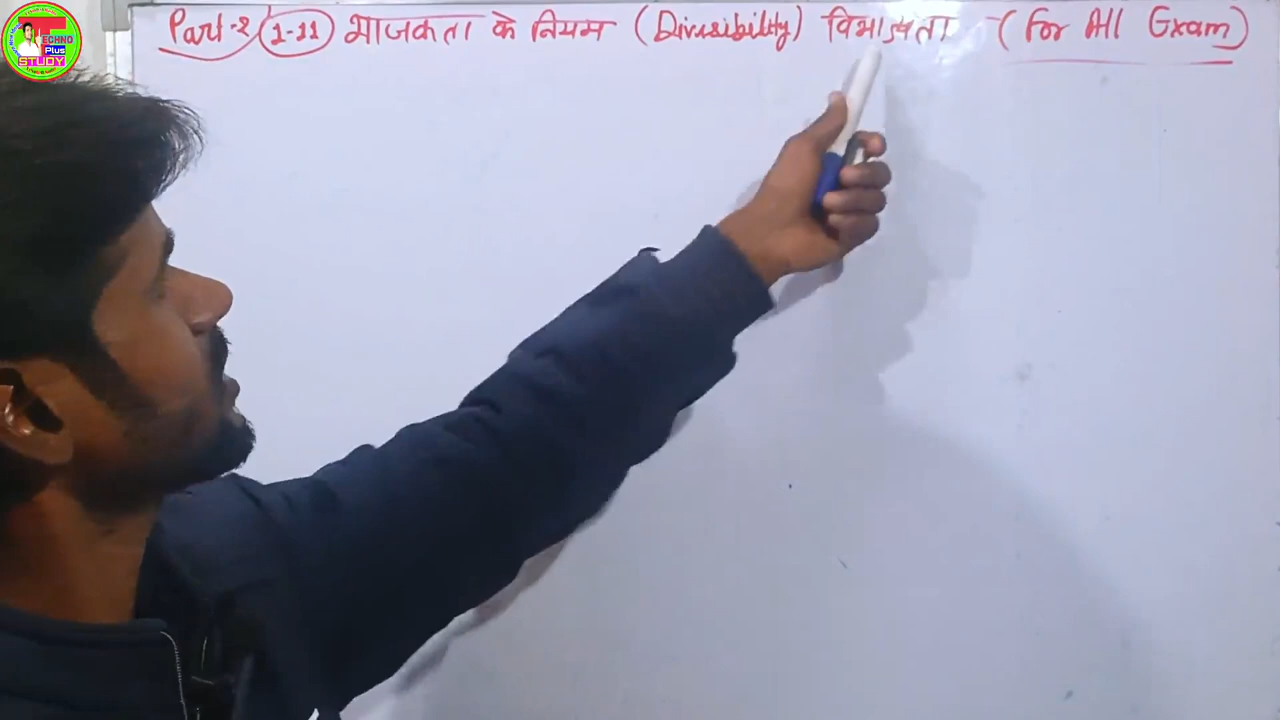 Part-2 (1-11) भाजकता के नियम (Divisibility) विभाज्यता - (For All Exam)
TECHNO
Plus
STUDY